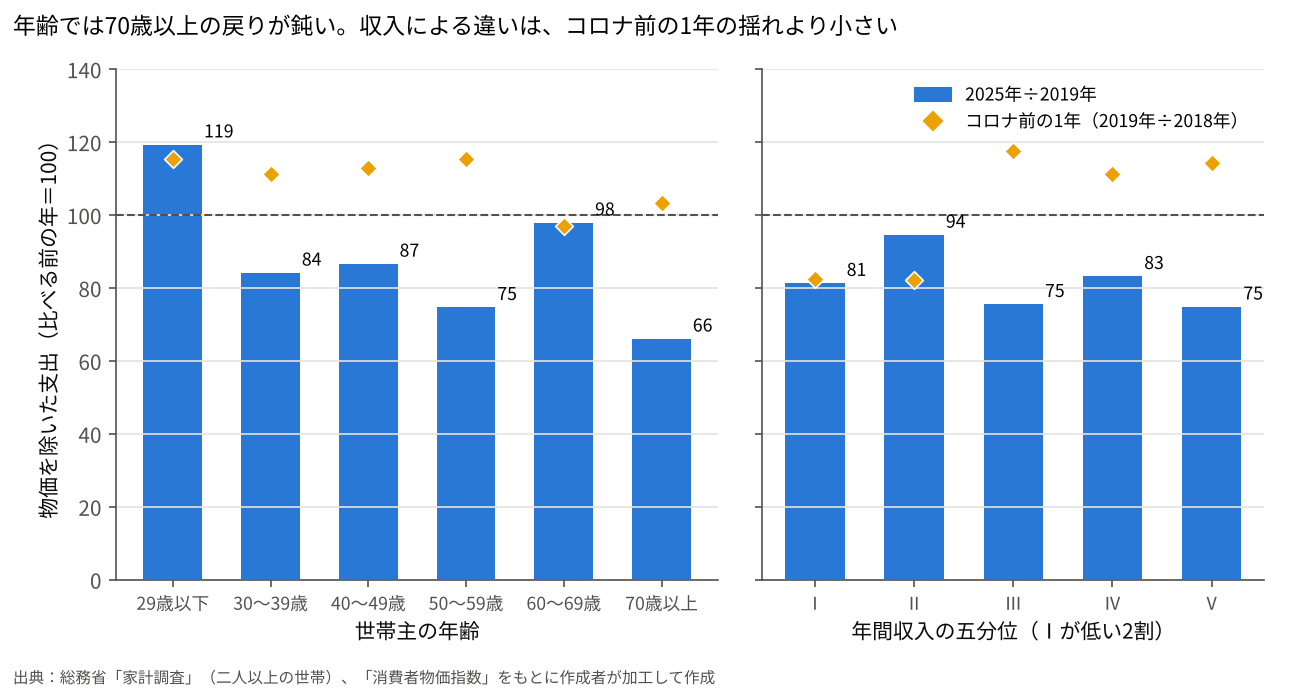 年齢では70歳以上の戻りが鈍い。収入による違いは、コロナ前の1年の揺れより小さい
物価を除いた支出（比べる前の年＝100）
140
120
100
80
60
40
20
0
119
84
87
75
98
66
29歳以下
30〜39歳
40〜49歳
50〜59歳
60〜69歳
70歳以上
世帯主の年齢
2025年÷2019年
コロナ前の1年（2019年÷2018年）
81
94
75
83
75
Ⅰ
Ⅱ
Ⅲ
Ⅳ
Ⅴ
年間収入の五分位（Ⅰが低い2割）
出典：総務省「家計調査」（二人以上の世帯）、「消費者物価指数」をもとに作成者が加工して作成